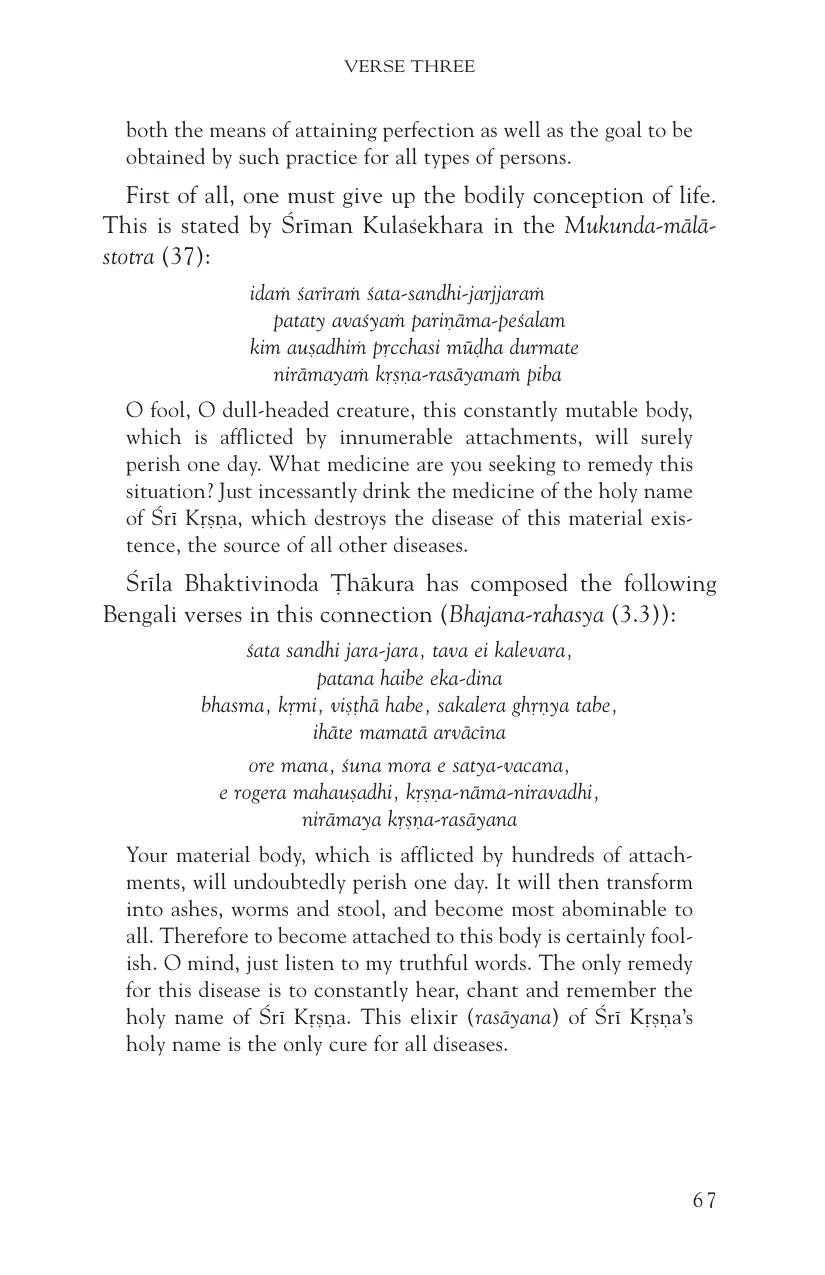 VERSE THREE
both the means of attaining perfection as well as the goal to be
obtained by such practice for all types of persons.
First of all, one must give up the bodily conception of life.
This is stated by Śrīman Kulaśekhara in the Mukunda-mālā-
stotra (37):
idaṁ śarīraṁ śata-sandhi-jarjjaraṁ
pataty avaśyaṁ pariṇāma-peśalam
kim auṣadhiṁ pṛcchasi mūḍha durmate
nirāmayaṁ kṛṣṇa-rasāyanaṁ piba
O fool, O dull-headed creature, this constantly mutable body,
which is afflicted by innumerable attachments, will surely
perish one day. What medicine are you seeking to remedy this
situation? Just incessantly drink the medicine of the holy name
of Śrī Kṛṣṇa, which destroys the disease of this material exis-
tence, the source of all other diseases.
Śrīla Bhaktivinoda Ṭhākura has composed the following
Bengali verses in this connection (Bhajana-rahasya (3.3)):
śata sandhi jara-jara, tava ei kalevara,
patana haibe eka-dina
bhasma, kṛmi, viṣṭhā habe, sakalera ghṛṇya tabe,
ihāte mamatā arvācīna
ore mana, śuna mora e satya-vacana,
e rogera mahauṣadhi, kṛṣṇa-nāma-niravadhi,
nirāmaya kṛṣṇa-rasāyana
Your material body, which is afflicted by hundreds of attach-
ments, will undoubtedly perish one day. It will then transform
into ashes, worms and stool, and become most abominable to
all. Therefore to become attached to this body is certainly fool-
ish. O mind, just listen to my truthful words. The only remedy
for this disease is to constantly hear, chant and remember the
holy name of Śrī Kṛṣṇa. This elixir (rasāyana) of Śrī Kṛṣṇa’s
holy name is the only cure for all diseases.
67